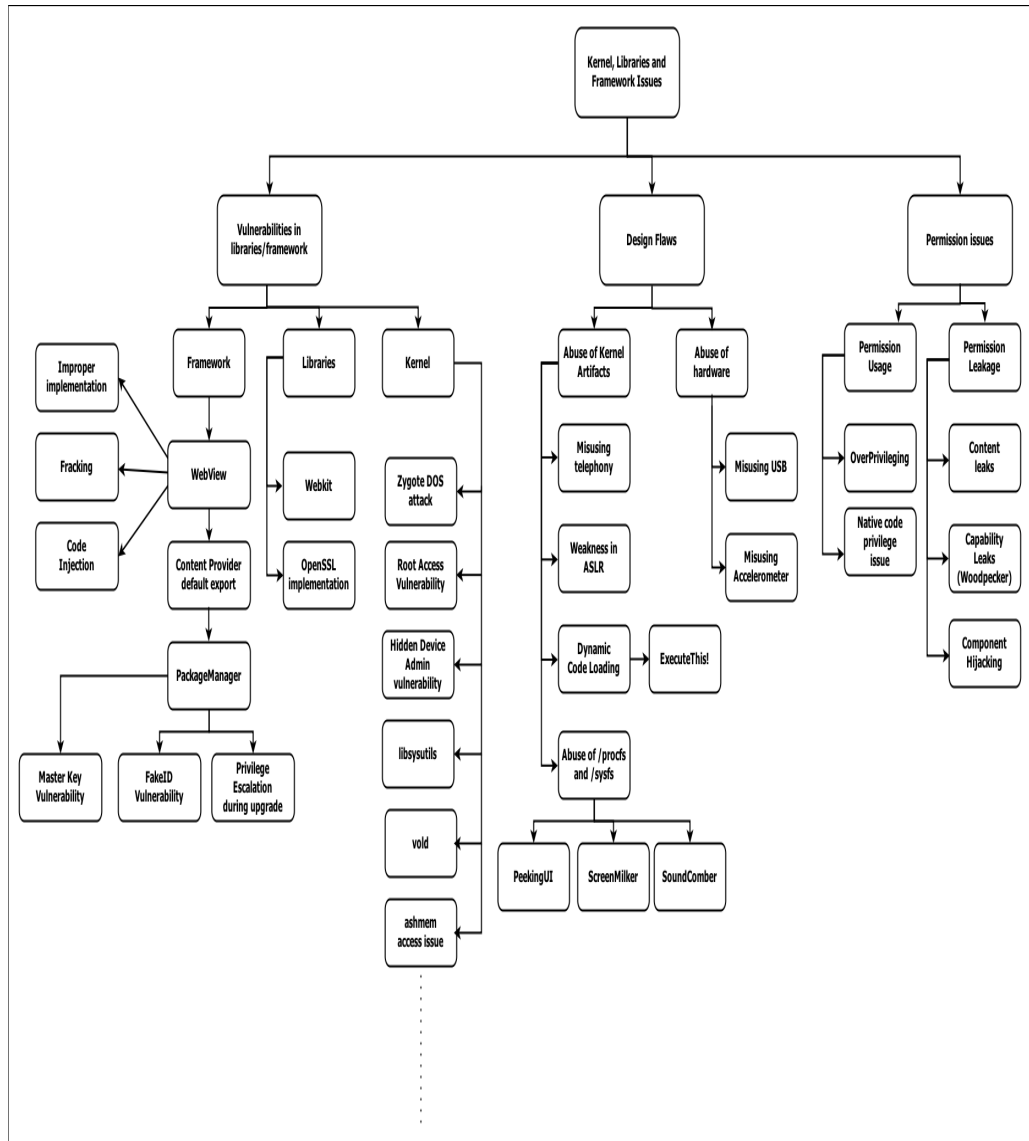 Kernel, Libraries and
Framework Issues
Vulnerabilities in
libraries/framework
Design Flaws
Permission issues
Framework
Libraries
Kernel
Abuse of Kernel
Artifacts
Abuse of
hardware
Permission
Usage
Permission
Leakage
Improper
implementation
Fracking
Code
Injection
WebView
Content Provider
default export
PackageManager
Master Key
Vulnerability
FakeID
Vulnerability
Privilege
Escalation
during upgrade
Webkit
OpenSSL
implementation
Zygote DOS
attack
Root Access
Vulnerability
Hidden Device
Admin
vulnerability
libsysutils
vold
ashmem
access issue
Misusing
telephony
Weakness in
ASLR
Dynamic
Code Loading
ExecuteThis!
Abuse of /procfs
and /sysfs
PeekingUI
ScreenMilker
SoundComber
Misusing USB
Misusing
Accelerometer
OverPrivileging
Native code
privilege
issue
Content
leaks
Capability
Leaks
(Woodpecker)
Component
Hijacking